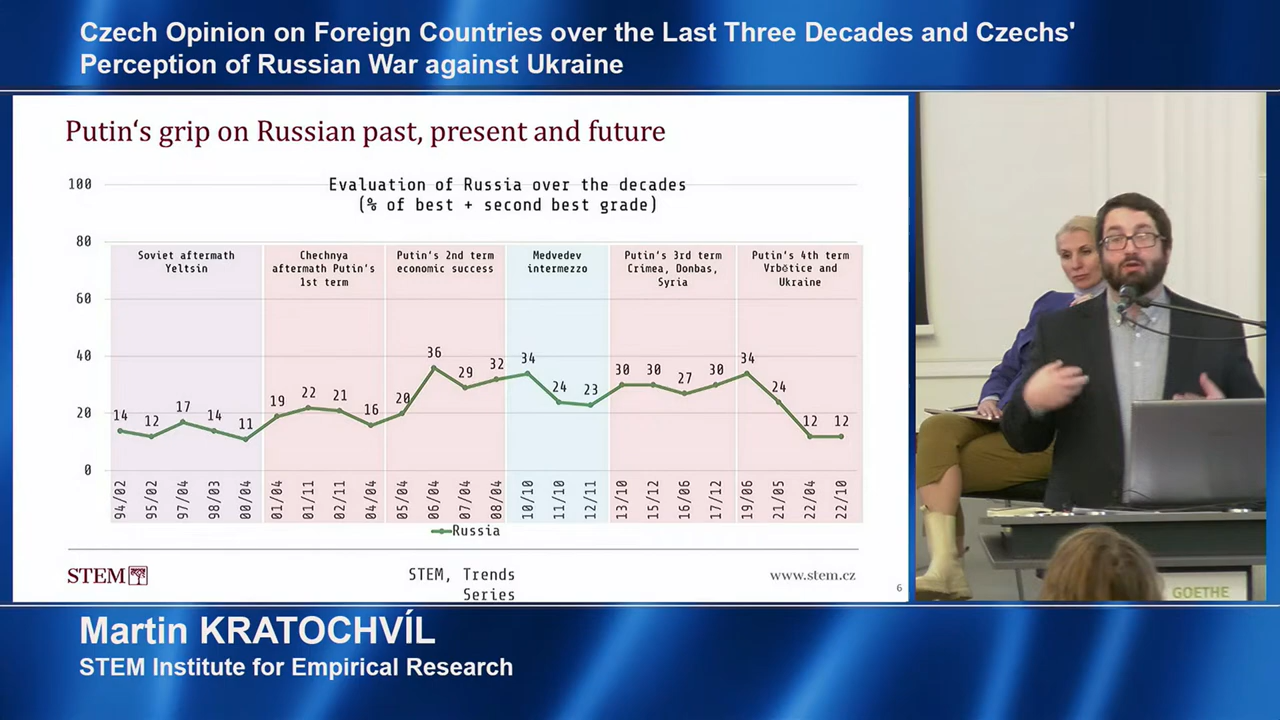 Czech Opinion on Foreign Countries over the Last Three Decades and Czechs'
Perception of Russian War against Ukraine
Putin‘s grip on Russian past, present and future
Evaluation of Russia over the decades
(% of best + second best grade)
100
80
60
40
20
0
Soviet aftermath
Yeltsin
Chechnya
aftermath Putin's
1st term
Putin's 2nd term
economic success
Medvedev
intermezzo
Putin's 3rd term
Crimea, Donbas,
Syria
Putin's 4th term
Vrbětice and
Ukraine
14 12 17 14 11 19 22 21 16 20 36 29 32 34 24 23 30 30 27 30 34 24 12 12
94/02 95/02 97/04 98/03 00/04 01/04 01/11 02/11 04/04 05/04 06/04 07/04 08/04 10/10 11/10 12/11 13/10 15/12 16/06 17/12 19/06 21/05 22/04 22/10
Russia
STEM
STEM, Trends
Series
www.stem.cz
6
GOETHE
Martin KRATOCHVÍL
STEM Institute for Empirical Research